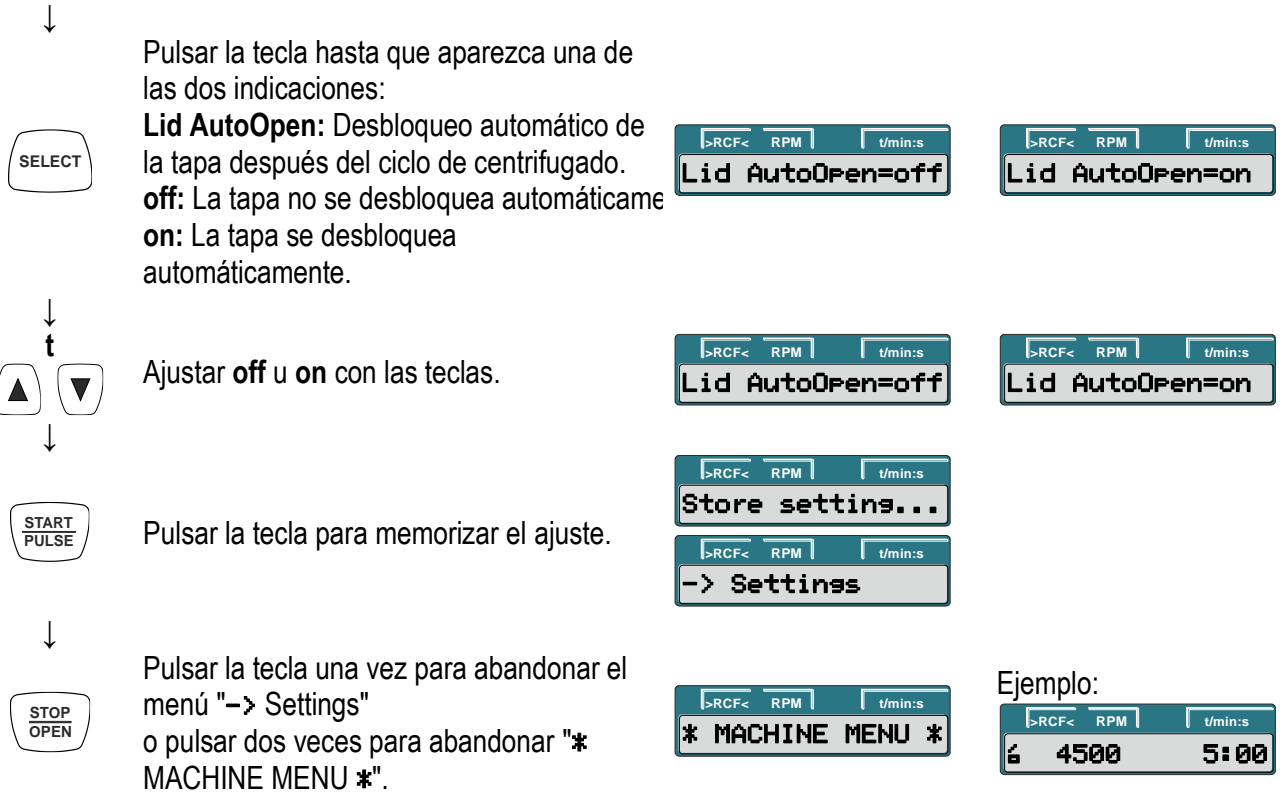 ↓
Pulsar la tecla hasta que aparezca una de
las dos indicaciones:
Lid AutoOpen: Desbloqueo automático de
la tapa después del ciclo de centrifugado.
off: La tapa no se desbloquea automáticame
on: La tapa se desbloquea
automáticamente.
SELECT
>RCF< RPM t/min:s
Lid AutoOpen=off
>RCF< RPM t/min:s
Lid AutoOpen=on
↓
t
▲ ▼
Ajustar off u on con las teclas.
>RCF< RPM t/min:s
Lid AutoOpen=off
>RCF< RPM t/min:s
Lid AutoOpen=on
↓
START
PULSE
Pulsar la tecla para memorizar el ajuste.
>RCF< RPM t/min:s
Store setting...
>RCF< RPM t/min:s
-> Settings
↓
STOP
OPEN
Pulsar la tecla una vez para abandonar el
menú "-> Settings"
o pulsar dos veces para abandonar "*
MACHINE MENU *".
>RCF< RPM t/min:s
* MACHINE MENU *
Ejemplo:
>RCF< RPM t/min:s
4500 5:00